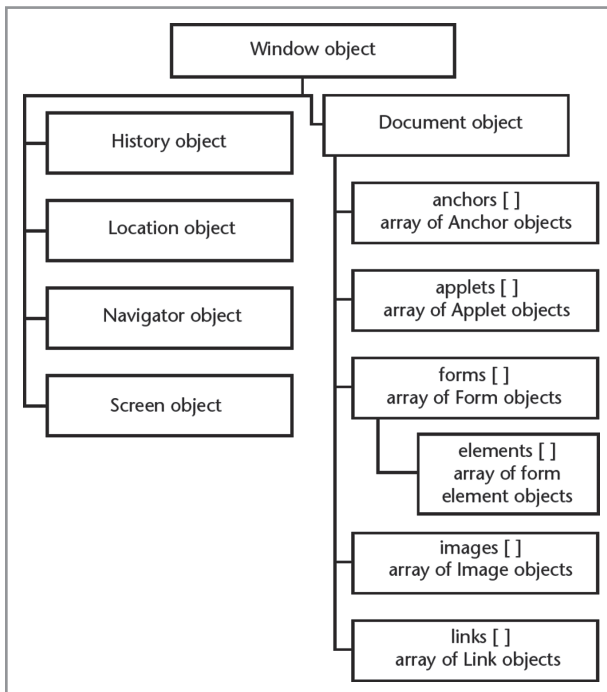 Window object
History object
Document object
Location object
anchors [ ]
array of Anchor objects
Navigator object
applets [ ]
array of Applet objects
Screen object
forms [ ]
array of Form objects
elements [ ]
array of form
element objects
images [ ]
array of Image objects
links [ ]
array of Link objects